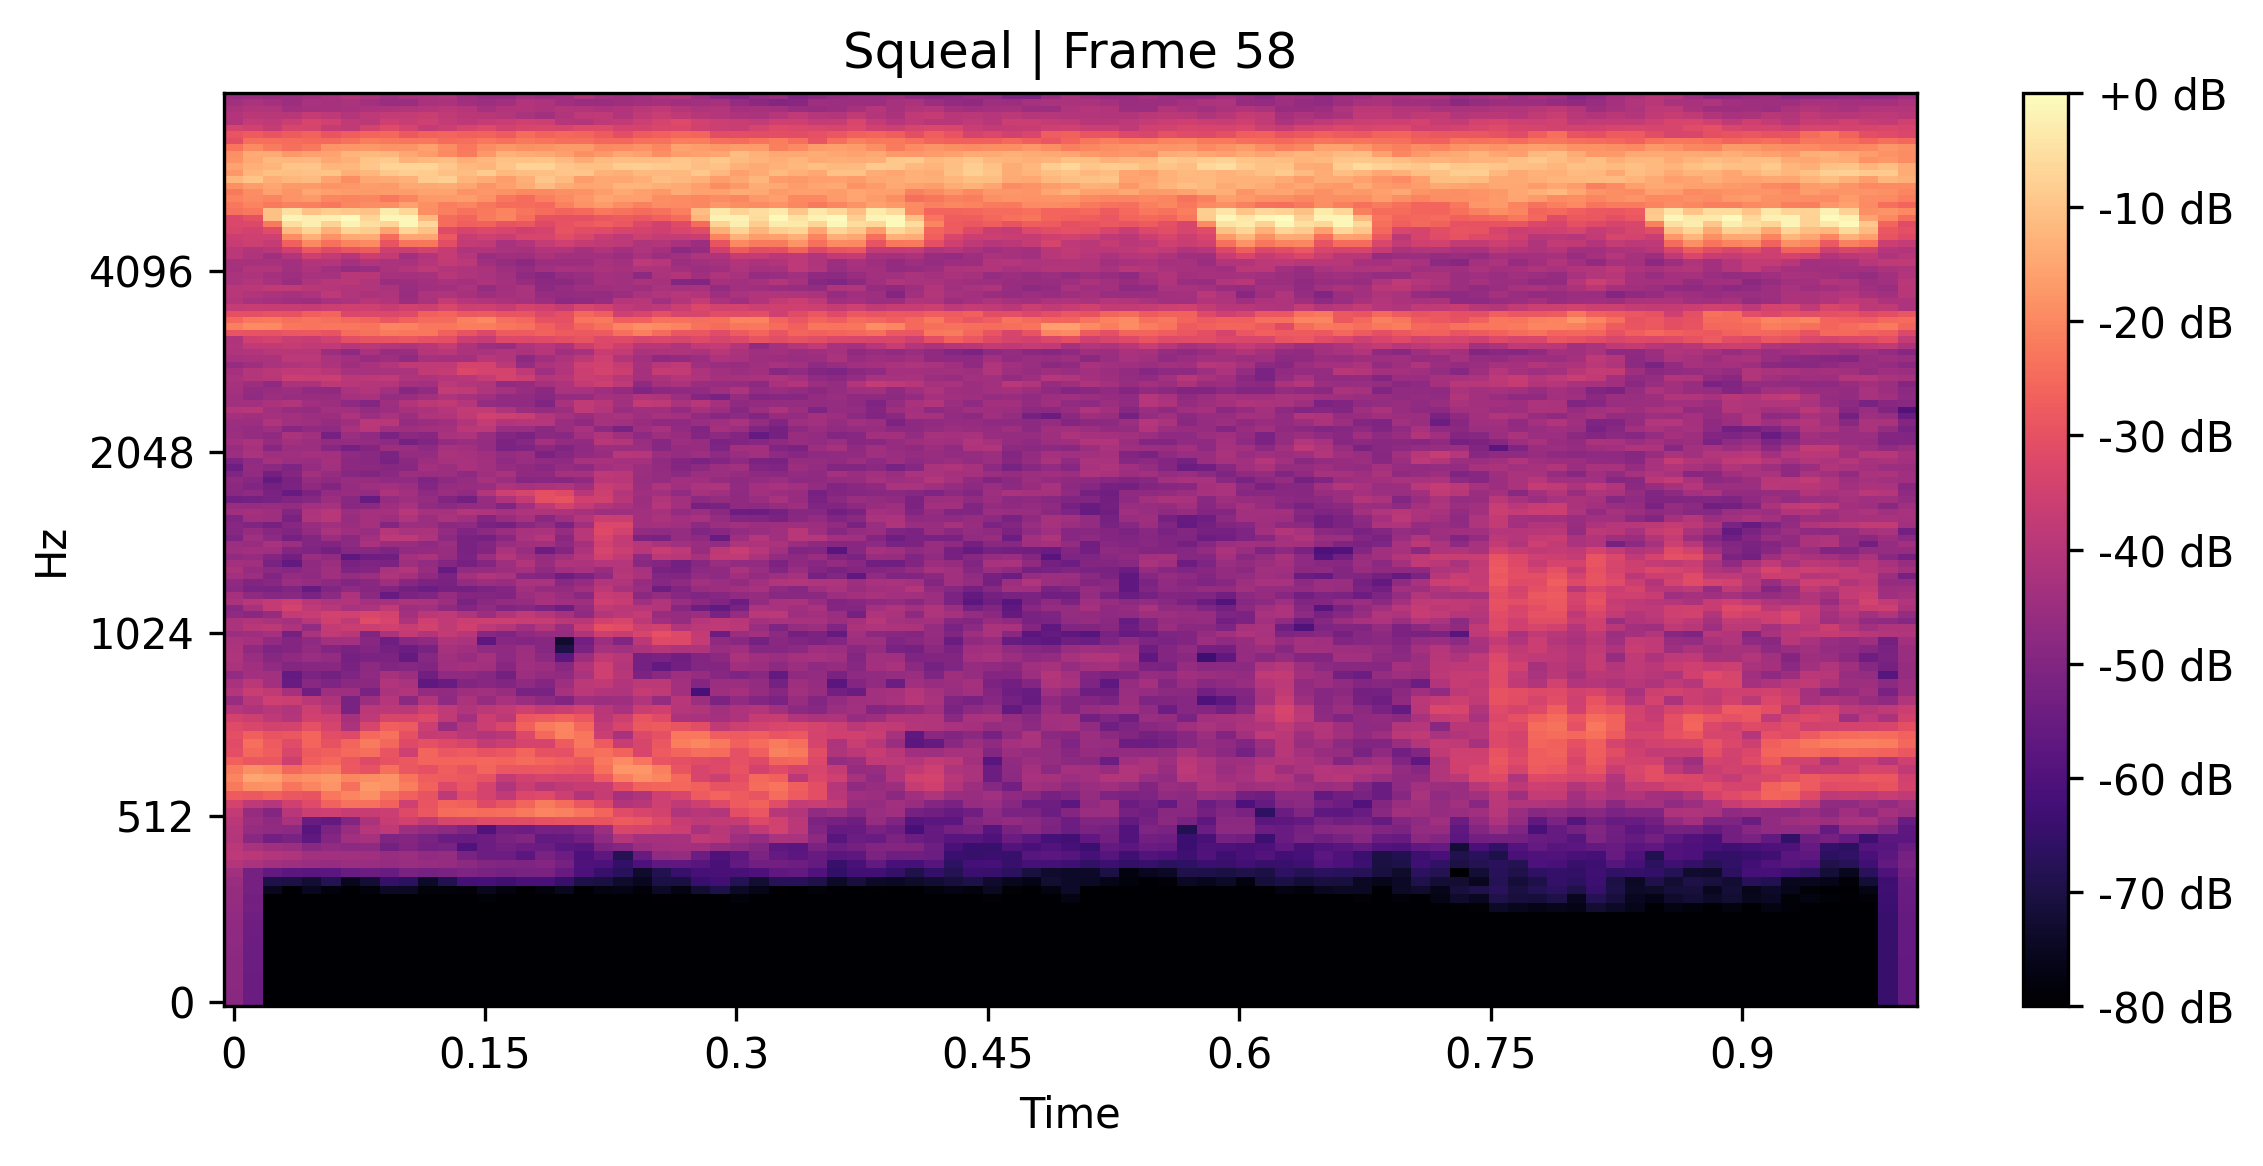 Squeal | Frame 58
+0 dB
-10 dB
-20 dB
-30 dB
-40 dB
-50 dB
-60 dB
-70 dB
-80 dB
4096
2048
1024
512
0
Hz
0 0.15 0.3 0.45 0.6 0.75 0.9
Time